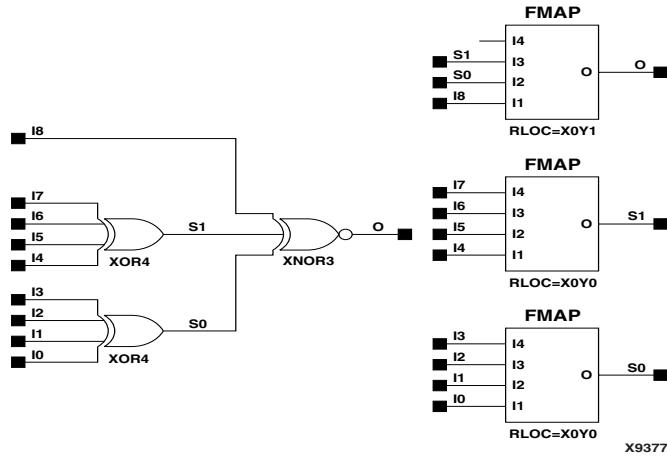 I8
I7
I6
I5
I4
XOR4
S1
I3
I2
I1
I0
XOR4
S0
XNOR3
O
FMAP
I4
S1 I3
S0 I2
I8 I1
O O
RLOC=X0Y1
FMAP
I7 I4
I6 I3
I5 I2
I4 I1
O S1
RLOC=X0Y0
FMAP
I3 I4
I2 I3
I1 I2
I0 I1
O S0
RLOC=X0Y0
X9377